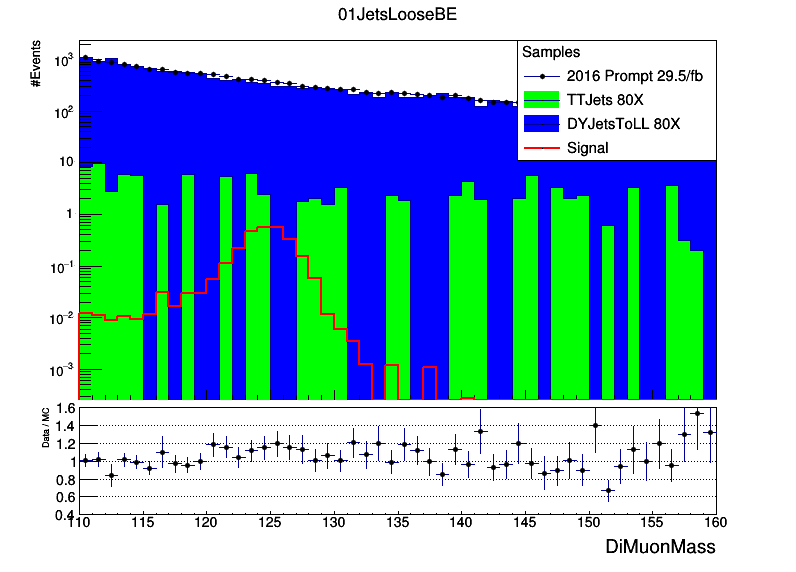 01JetsLooseBE
#Events
10³
10²
10
1
10⁻¹
10⁻²
10⁻³
Samples
2016 Prompt 29.5/fb
TTJets 80X
DYJetsToLL 80X
Signal
Data / MC
1.6
1.4
1.2
1
0.8
0.6
0.4
110 115 120 125 130 135 140 145 150 155 160
DiMuonMass